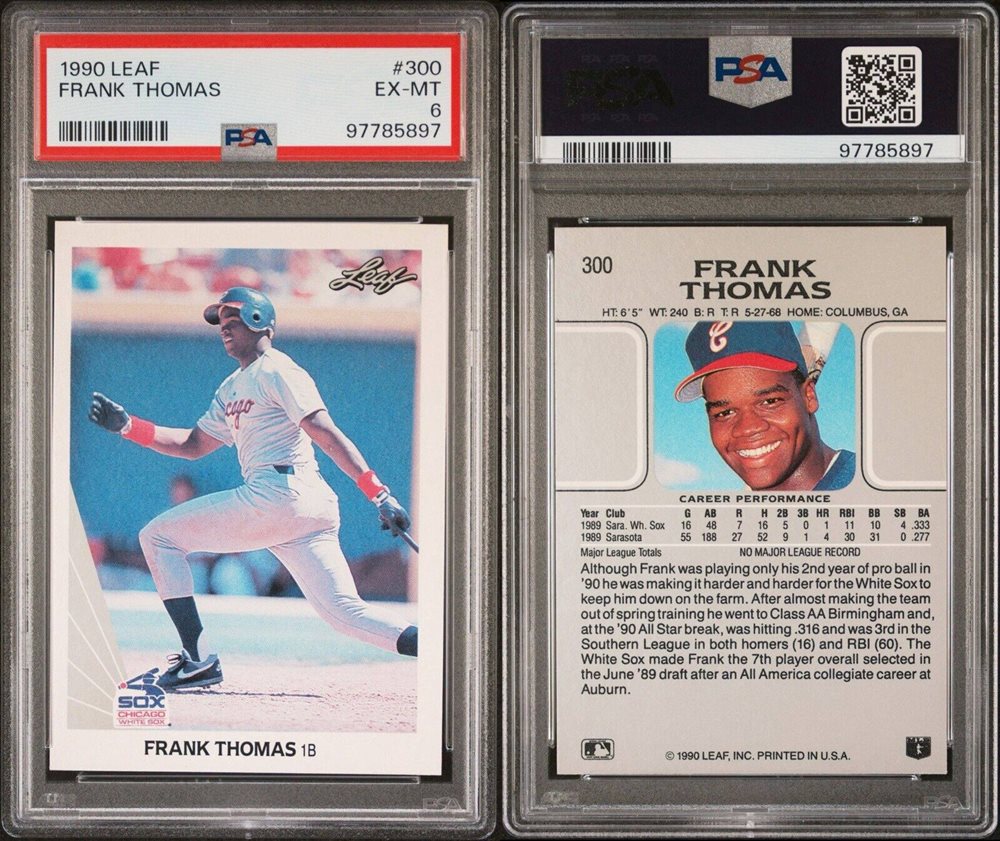 1990 LEAF #300
FRANK THOMAS EX-MT
6
97785897
PSA
Leaf
cago
SOX
CHICAGO
WHITE SOX
FRANK THOMAS 1B
PSA
PSA
97785897
300
FRANK
THOMAS
HT: 6'5" WT: 240 B: R T: R 5-27-68 HOME: COLUMBUS, GA
C
CAREER PERFORMANCE
Year Club G AB R H 2B 3B HR RBI BB SB BA
1989 Sara. Wh. Sox 16 48 7 16 5 0 1 11 10 4 .333
1989 Sarasota 55 188 27 52 9 1 4 30 31 0 .277
Major League Totals NO MAJOR LEAGUE RECORD
Although Frank was playing only his 2nd year of pro ball in
'90 he was making it harder and harder for the White Sox to
keep him down on the farm. After almost making the team
out of spring training he went to Class AA Birmingham and,
at the '90 All Star break, was hitting .316 and was 3rd in the
Southern League in both homers (16) and RBI (60). The
White Sox made Frank the 7th player overall selected in
the June '89 draft after an All America collegiate career at
Auburn.
© 1990 LEAF, INC. PRINTED IN U.S.A.
PSA
PSA